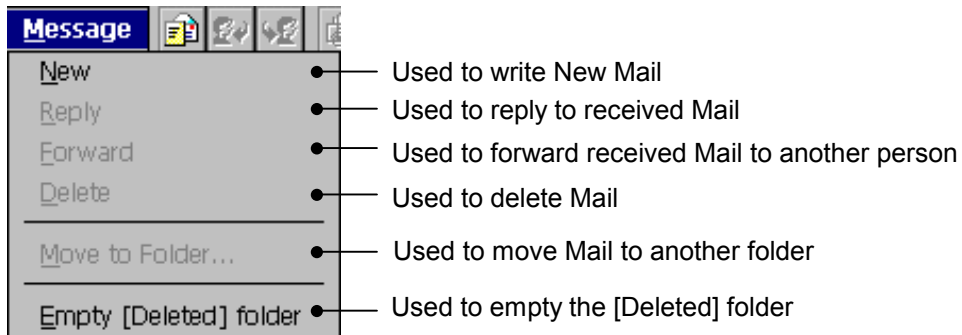 Message
New Used to write New Mail
Reply Used to reply to received Mail
Forward Used to forward received Mail to another person
Delete Used to delete Mail
Move to Folder... Used to move Mail to another folder
Empty [Deleted] folder Used to empty the [Deleted] folder